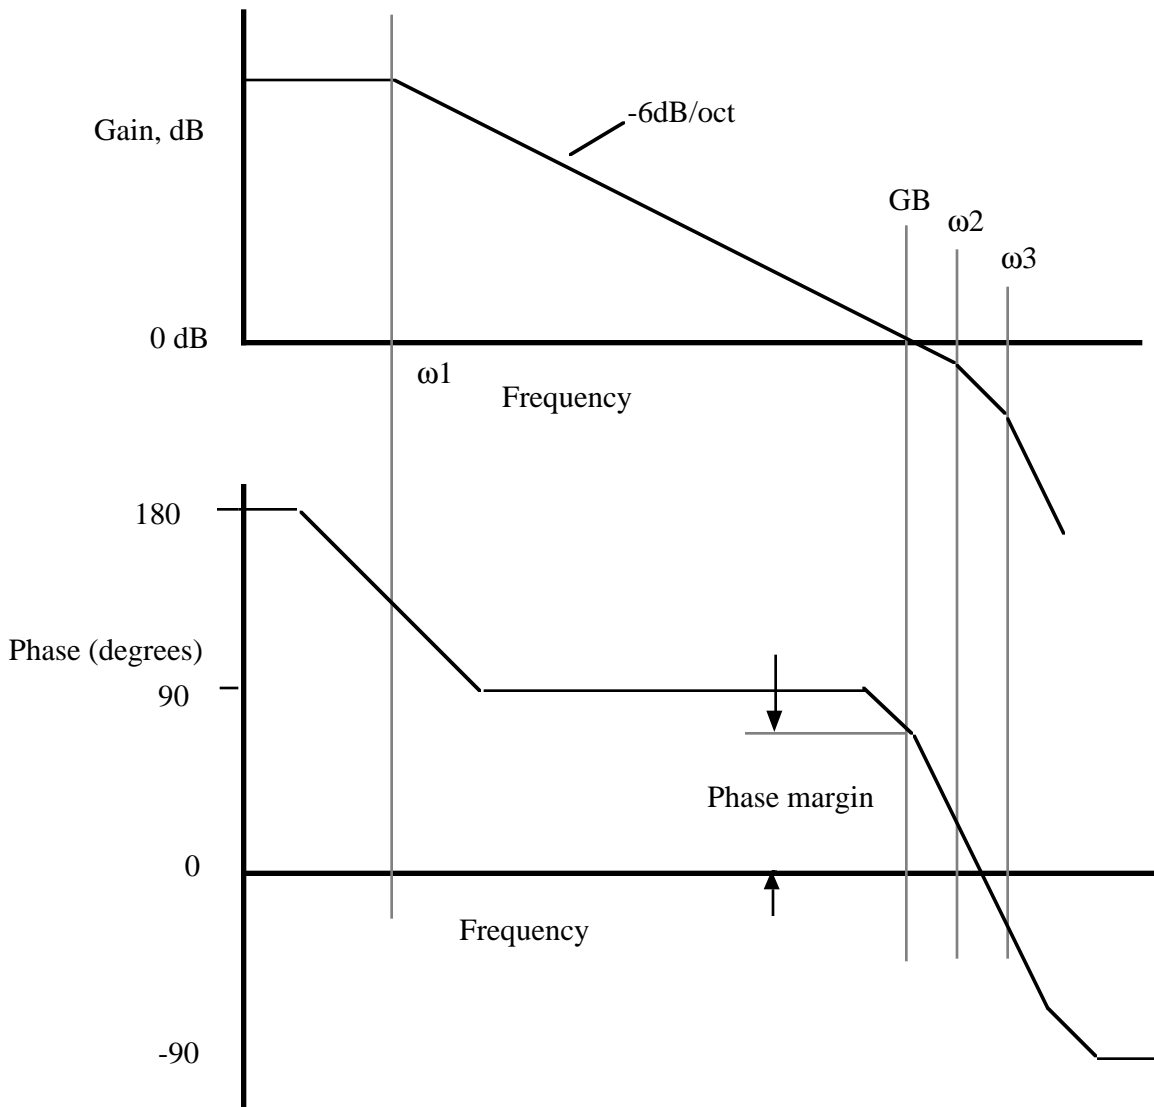 -6dB/oct
Gain, dB
GB
ω2
ω3
0 dB
ω1
Frequency
180
Phase (degrees)
90
Phase margin
0
Frequency
-90